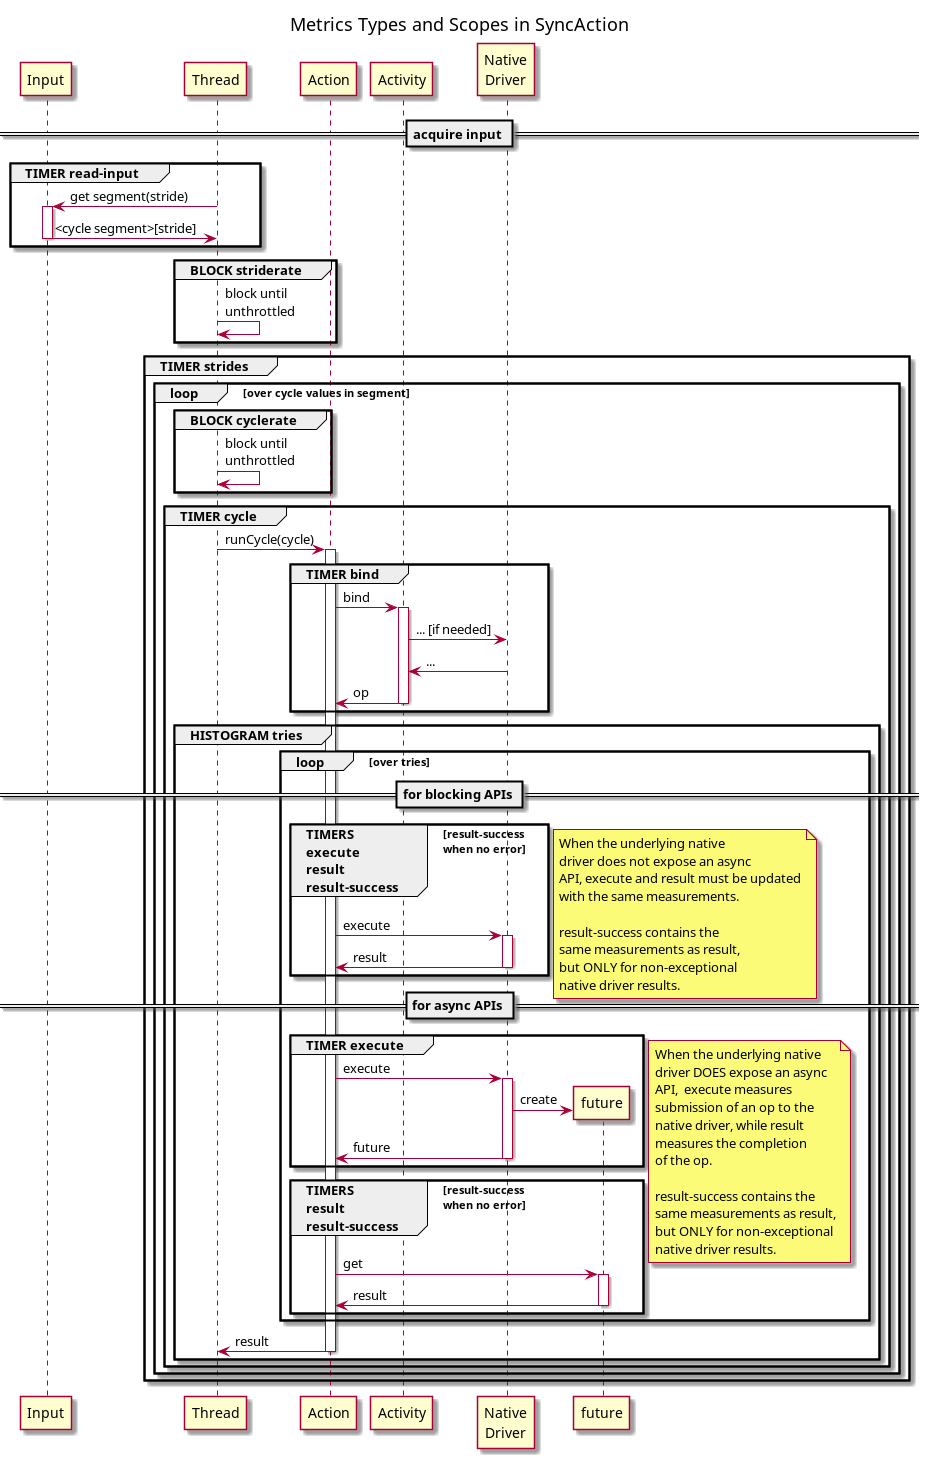 Metrics Types and Scopes in SyncAction
Input
Thread
Action
Activity
Native
Driver
acquire input
TIMER read-input
get segment(stride)
<cycle segment>[stride]
BLOCK striderate
block until
unthrottled
TIMER strides
loop [over cycle values in segment]
BLOCK cyclerate
block until
unthrottled
TIMER cycle
runCycle(cycle)
TIMER bind
bind
... [if needed]
...
op
HISTOGRAM tries
loop [over tries]
for blocking APIs
TIMERS
execute
result
result-success
[result-success
when no error]
When the underlying native
driver does not expose an async
API, execute and result must be updated
with the same measurements.
result-success contains the
same measurements as result,
but ONLY for non-exceptional
native driver results.
execute
result
for async APIs
TIMER execute
When the underlying native
driver DOES expose an async
API,  execute measures
submission of an op to the
native driver, while result
measures the completion
of the op.
result-success contains the
same measurements as result,
but ONLY for non-exceptional
native driver results.
execute
create
future
future
TIMERS
result
result-success
[result-success
when no error]
get
result
result
Input
Thread
Action
Activity
Native
Driver
future